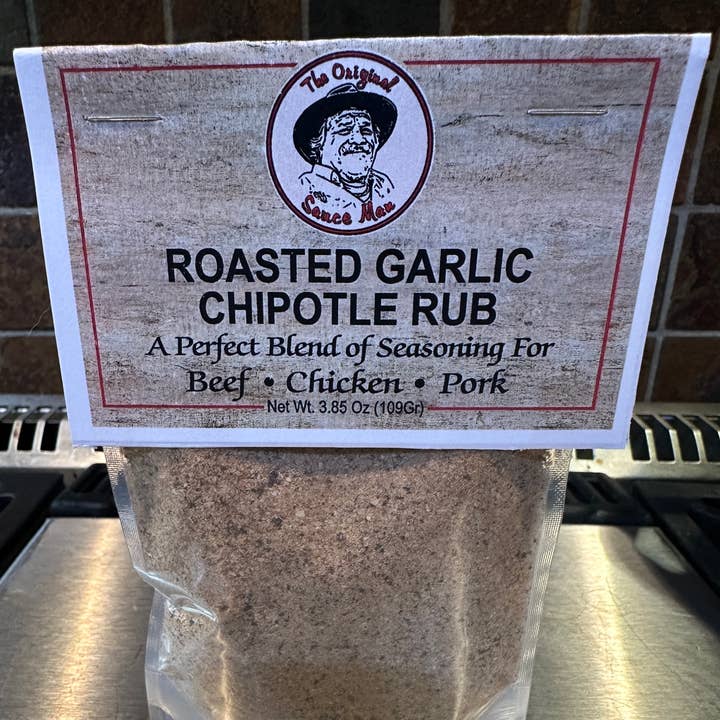 The Original
Sauce Man
ROASTED GARLIC
CHIPOTLE RUB
A Perfect Blend of Seasoning For
Beef • Chicken • Pork
Net Wt. 3.85 Oz (109Gr)